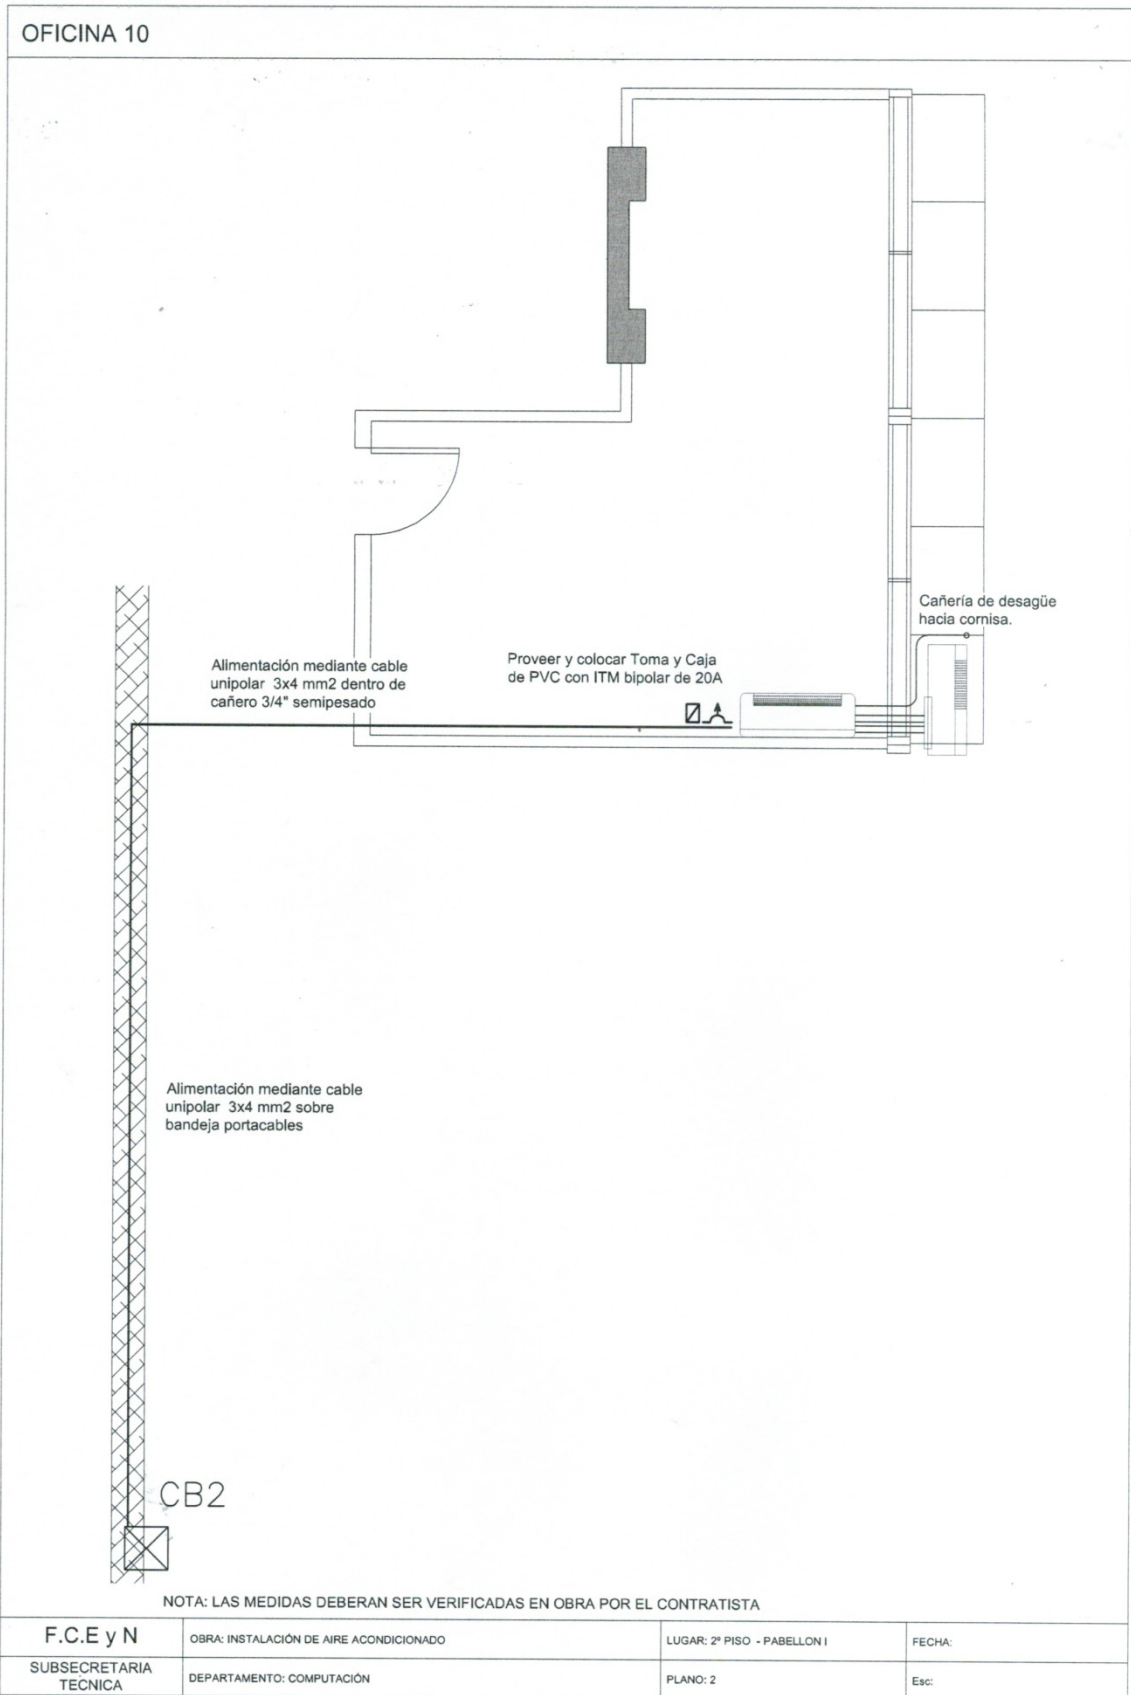 OFICINA 10
Cañería de desagüe
hacia cornisa.
Alimentación mediante cable
unipolar 3x4 mm2 dentro de
cañero 3/4" semipesado
Proveer y colocar Toma y Caja
de PVC con ITM bipolar de 20A
Alimentación mediante cable
unipolar 3x4 mm2 sobre
bandeja portacables
CB2
NOTA: LAS MEDIDAS DEBERAN SER VERIFICADAS EN OBRA POR EL CONTRATISTA
F.C.E y N
OBRA: INSTALACIÓN DE AIRE ACONDICIONADO
LUGAR: 2º PISO - PABELLON I
FECHA:
SUBSECRETARIA
TECNICA
DEPARTAMENTO: COMPUTACIÓN
PLANO: 2
Esc: